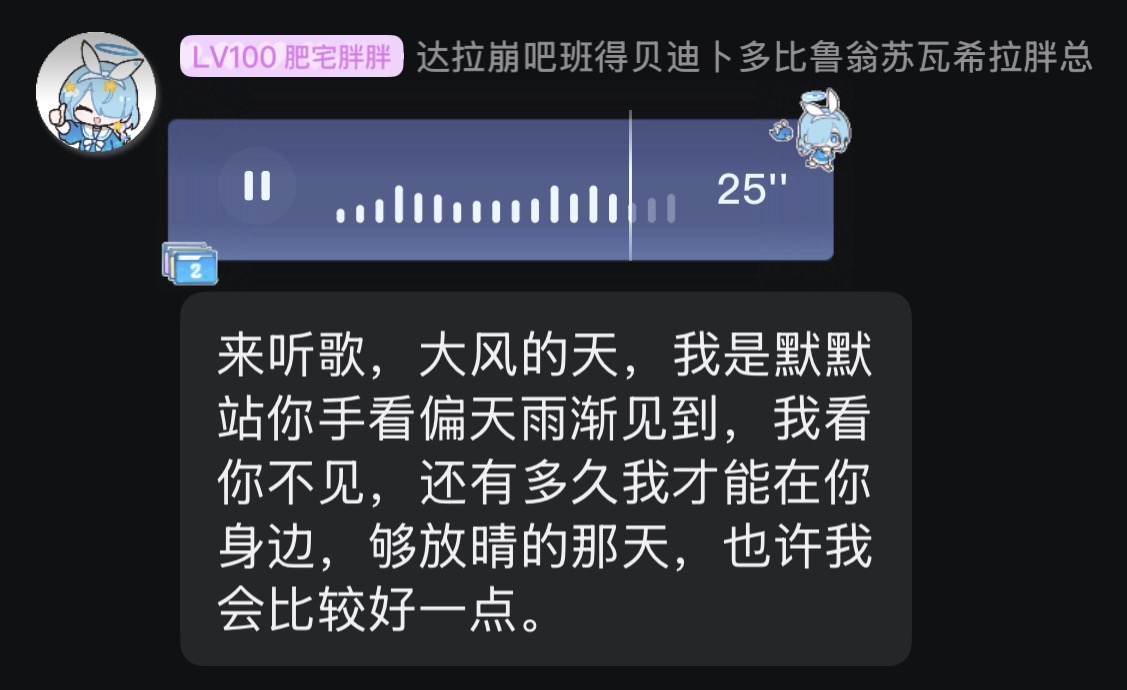 LV100 肥宅胖胖 达拉崩吧班得贝迪卜多比鲁翁苏瓦希拉胖总
25''
2
来听歌，大风的天，我是默默
站你手看偏天雨渐见到，我看
你不见，还有多久我才能在你
身边，够放晴的那天，也许我
会比较好一点。